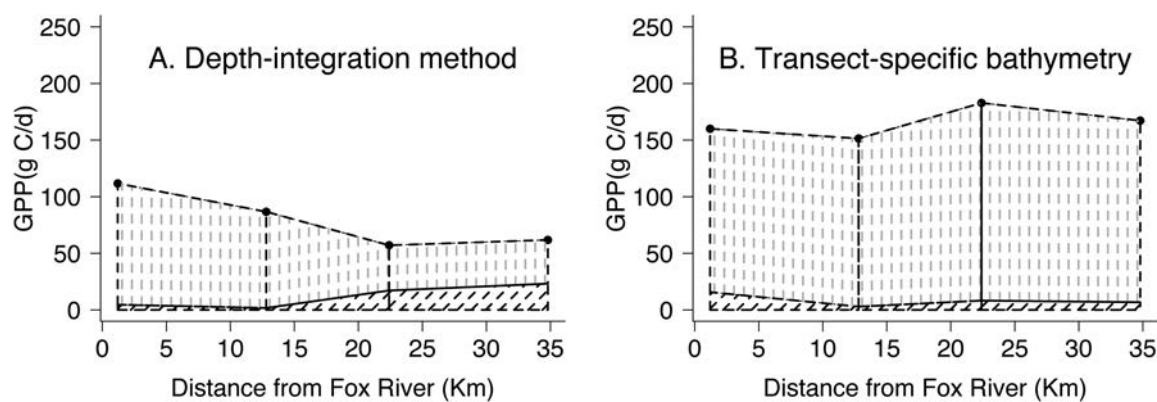 A. Depth-integration method
GPP(g C/d)
250
200
150
100
50
0
0 5 10 15 20 25 30 35
Distance from Fox River (Km)
B. Transect-specific bathymetry
GPP(g C/d)
250
200
150
100
50
0
0 5 10 15 20 25 30 35
Distance from Fox River (Km)